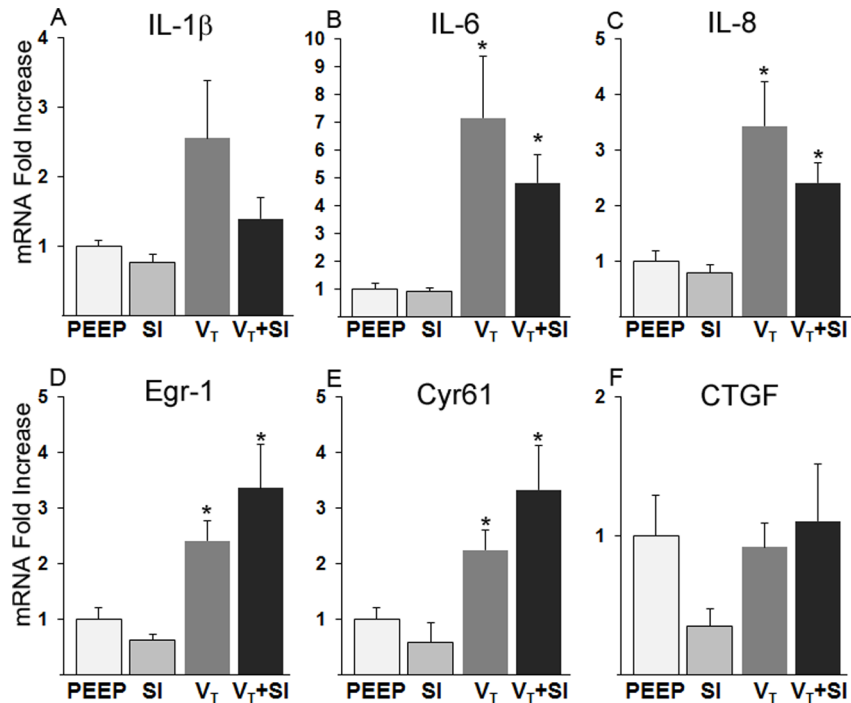 A
IL-1β
mRNA Fold Increase
4
3
2
1
PEEP SI VT VT+SI
B
IL-6
10
9
8
7
6
5
4
3
2
1
*
*
PEEP SI VT VT+SI
C
IL-8
5
4
3
2
1
*
*
PEEP SI VT VT+SI
D
Egr-1
mRNA Fold Increase
5
4
3
2
1
*
*
PEEP SI VT VT+SI
E
Cyr61
5
4
3
2
1
*
*
PEEP SI VT VT+SI
F
CTGF
2
1
PEEP SI VT VT+SI